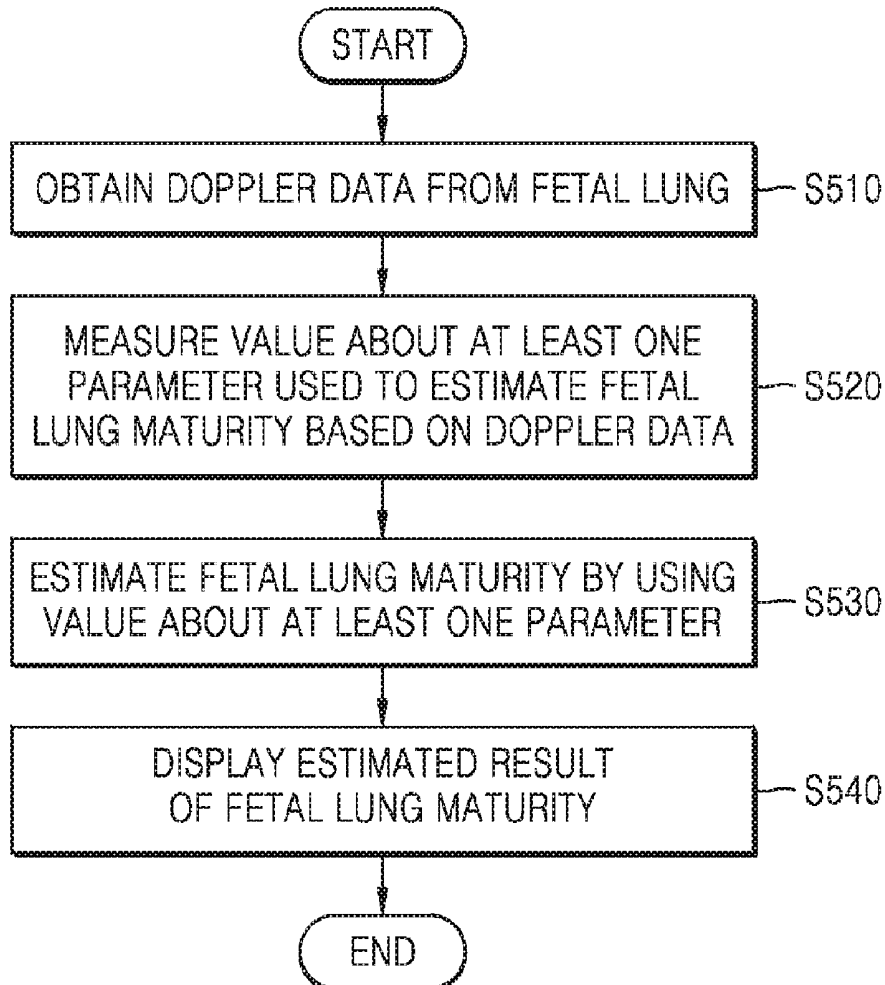 START
OBTAIN DOPPLER DATA FROM FETAL LUNG
S510
MEASURE VALUE ABOUT AT LEAST ONE
PARAMETER USED TO ESTIMATE FETAL
LUNG MATURITY BASED ON DOPPLER DATA
S520
ESTIMATE FETAL LUNG MATURITY BY USING
VALUE ABOUT AT LEAST ONE PARAMETER
S530
DISPLAY ESTIMATED RESULT
OF FETAL LUNG MATURITY
S540
END